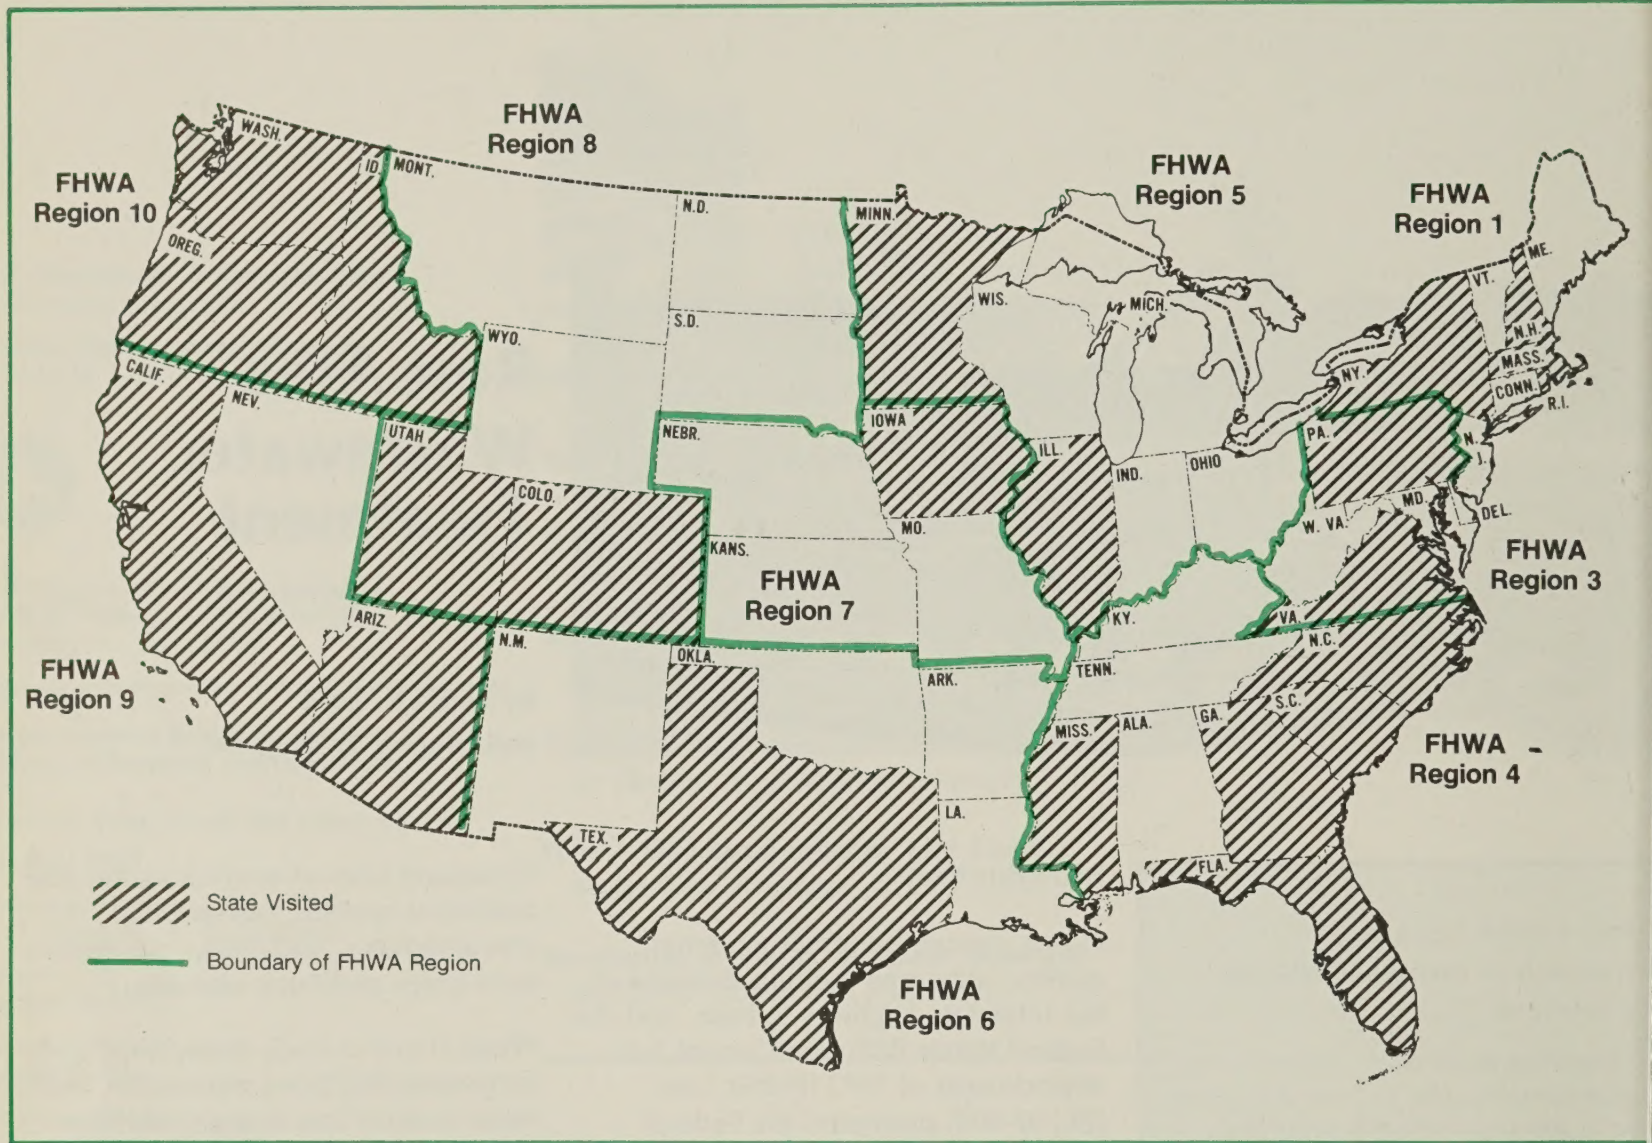 FHWA
Region 8
FHWA
Region 5
FHWA
Region 1
FHWA
Region 10
WASH.
ID.
MONT.
N.D.
MINN.
OREG.
WIS.
MICH.
VT.
ME.
S.D.
WYO.
N.H.
MASS.
CONN.
R.I.
NY.
CALIF.
NEV.
UTAH
NEBR.
IOWA
ILL.
IND.
OHIO
PA.
N.
J.
COLO.
MO.
MD.
DEL.
W. VA.
KANS.
FHWA
Region 7
FHWA
Region 3
ARIZ.
N.M.
KY.
VA.
N.C.
OKLA.
ARK.
TENN.
FHWA
Region 9
S.C.
MISS.
ALA.
GA.
FHWA
Region 4
LA.
TEX.
FLA.
State Visited
Boundary of FHWA Region
FHWA
Region 6